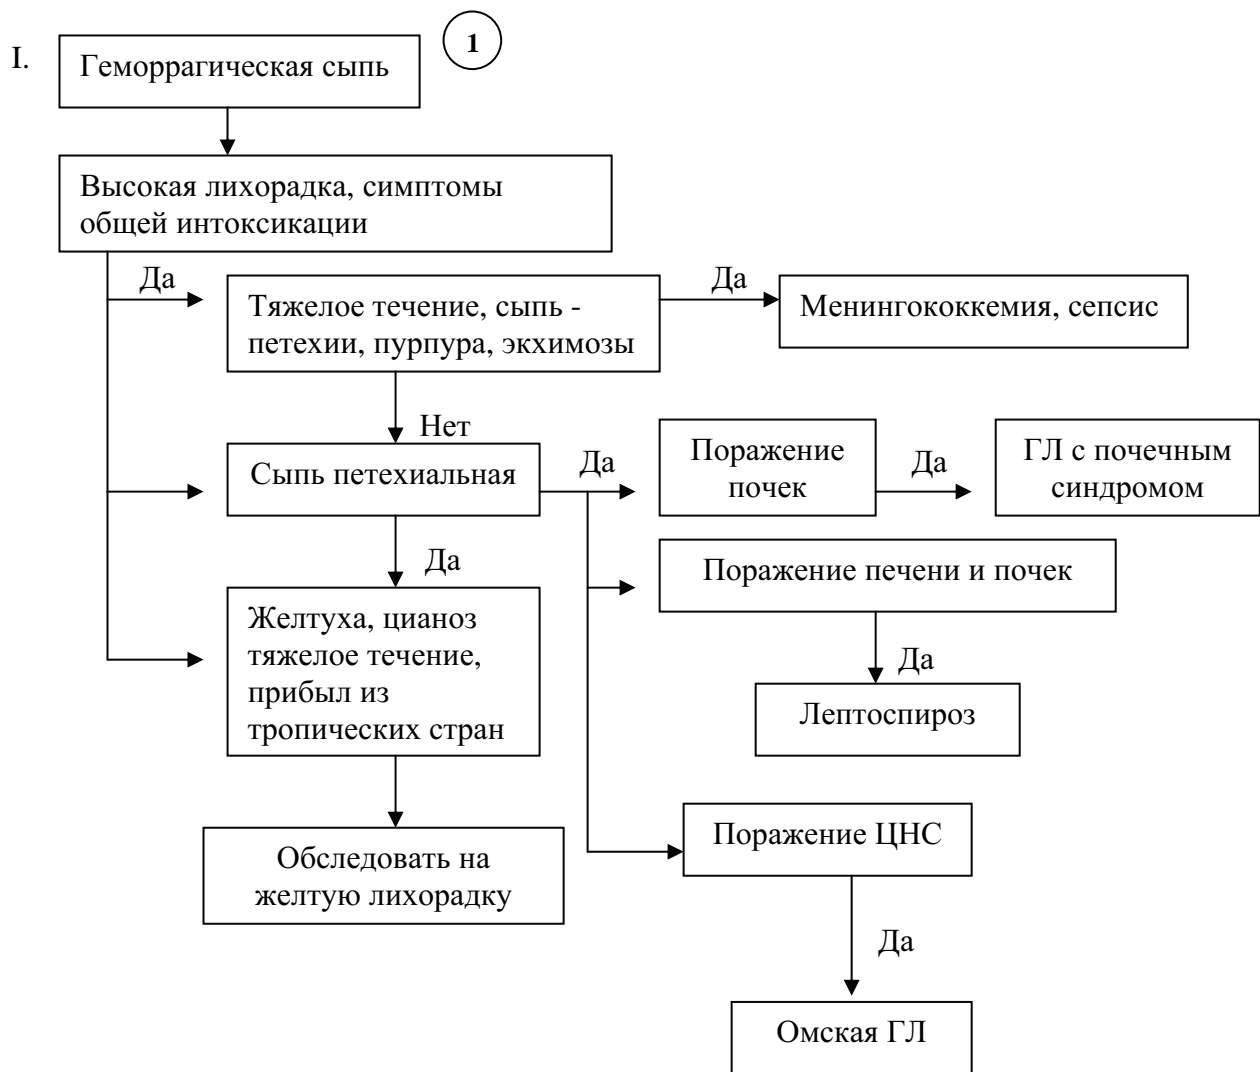 I.
Геморрагическая сыпь
1
Высокая лихорадка, симптомы
общей интоксикации
Да
Тяжелое течение, сыпь -
петехии, пурпура, экхимозы
Да
Менингококкемия, сепсис
Нет
Сыпь петехиальная
Да
Поражение
почек
Да
ГЛ с почечным
синдромом
Да
Поражение печени и почек
Желтуха, цианоз
тяжелое течение,
прибыл из
тропических стран
Да
Лептоспироз
Обследовать на
желтую лихорадку
Поражение ЦНС
Да
Омская ГЛ